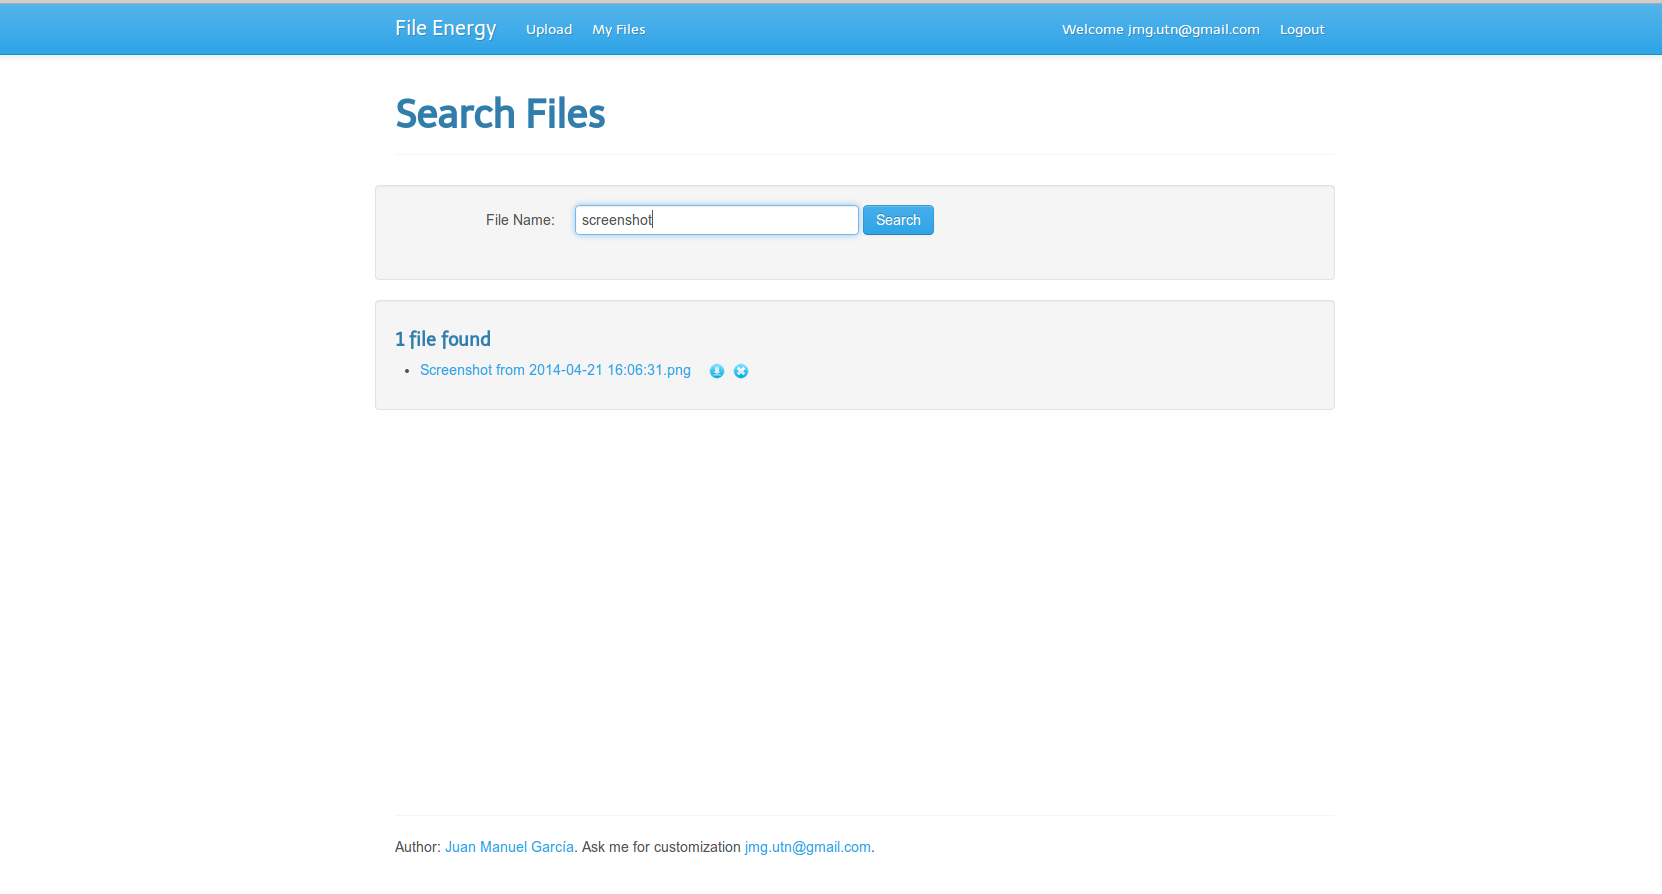 File Energy Upload My Files Welcome jmg.utn@gmail.com Logout
Search Files
File Name: screenshot Search
1 file found
• Screenshot from 2014-04-21 16:06:31.png
Author: Juan Manuel García. Ask me for customization jmg.utn@gmail.com.